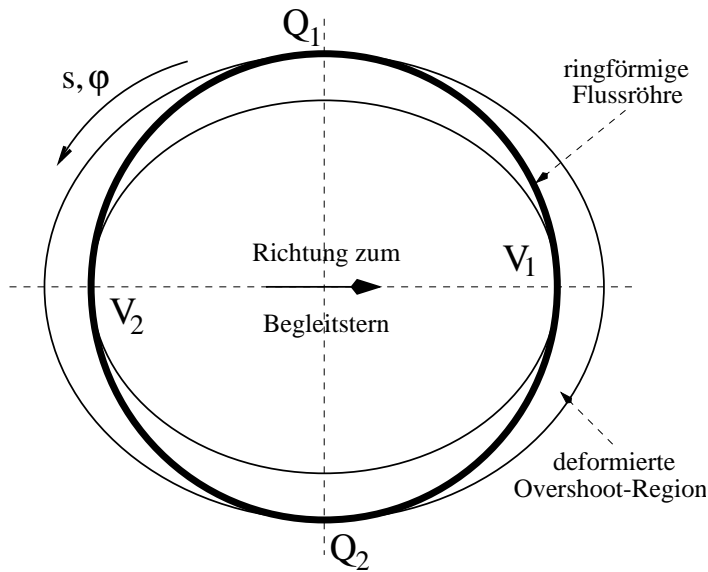 Q1
s, φ
ringförmige
Flussröhre
Richtung zum
V1
V2
Begleitstern
deformierte
Overshoot-Region
Q2